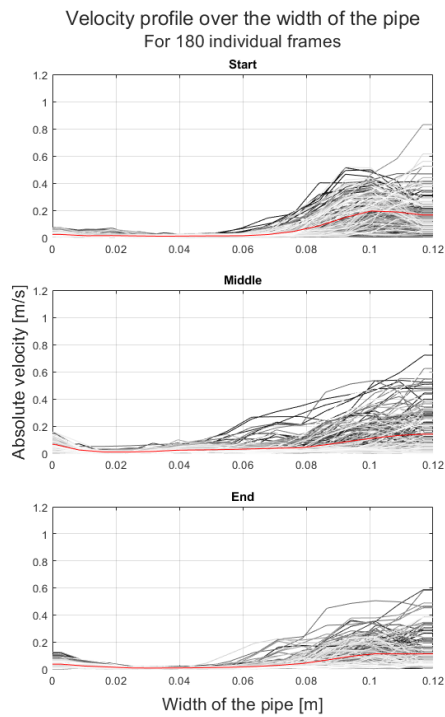 Velocity profile over the width of the pipe
For 180 individual frames
Start
1.2
1
0.8
0.6
0.4
0.2
0
0 0.02 0.04 0.06 0.08 0.1 0.12
Middle
1.2
1
0.8
0.6
0.4
0.2
0
0 0.02 0.04 0.06 0.08 0.1 0.12
Absolute velocity [m/s]
End
1.2
1
0.8
0.6
0.4
0.2
0
0 0.02 0.04 0.06 0.08 0.1 0.12
Width of the pipe [m]